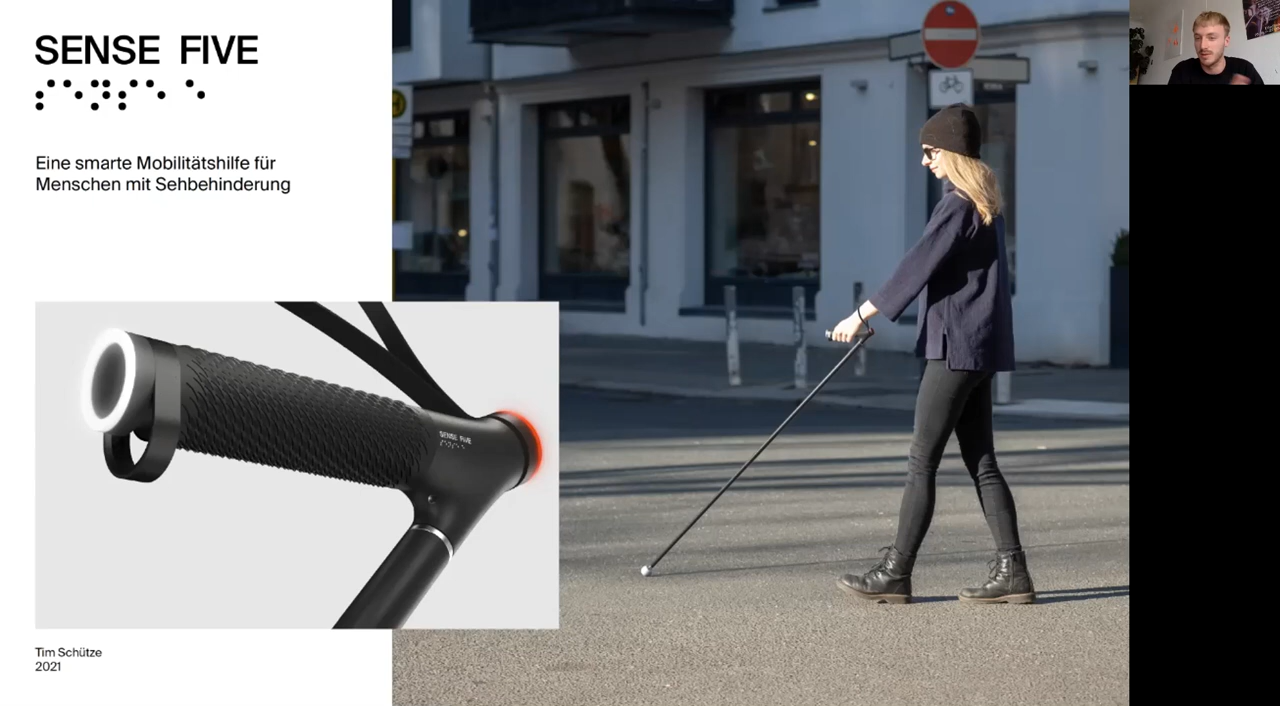 SENSE FIVE
⠎⠑⠝⠎⠑ ⠑
Eine smarte Mobilitätshilfe für
Menschen mit Sehbehinderung
H
SENSE FIVE
⠎⠑⠝⠎⠑ ⠑
Tim Schütze
2021